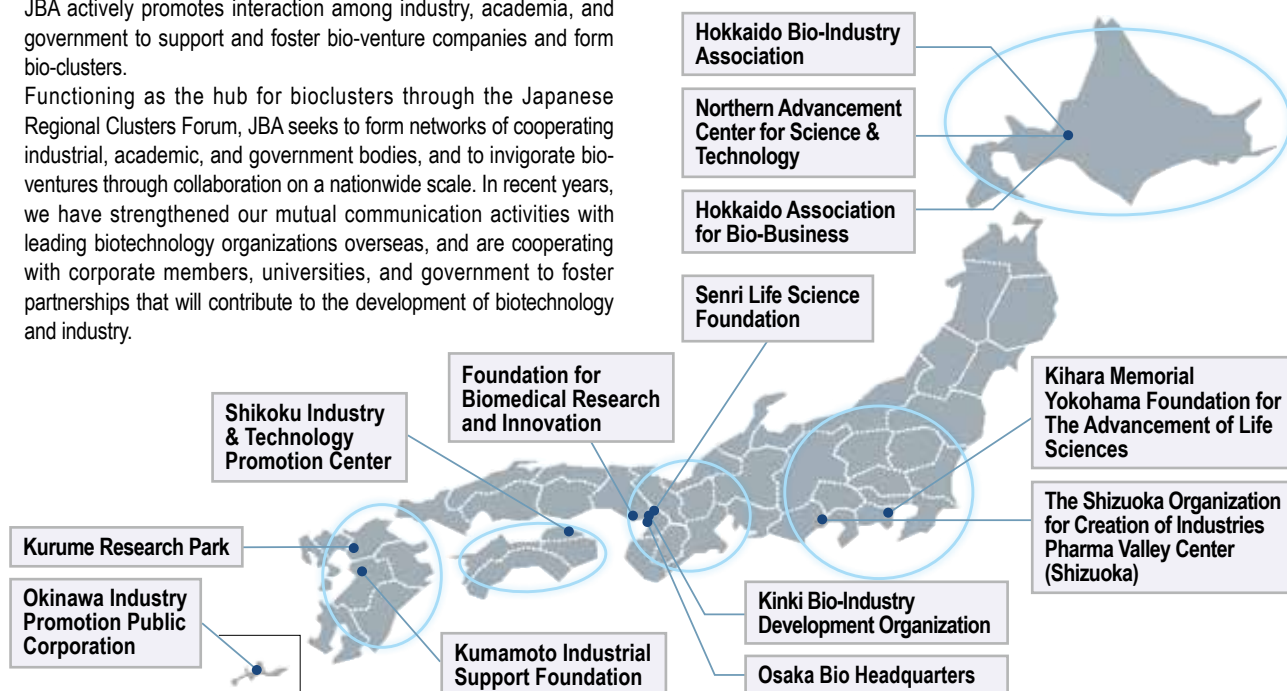 JBA actively promotes interaction among industry, academia, and
government to support and foster bio-venture companies and form
bio-clusters.
Functioning as the hub for bioclusters through the Japanese
Regional Clusters Forum, JBA seeks to form networks of cooperating
industrial, academic, and government bodies, and to invigorate bio-
ventures through collaboration on a nationwide scale. In recent years,
we have strengthened our mutual communication activities with
leading biotechnology organizations overseas, and are cooperating
with corporate members, universities, and government to foster
partnerships that will contribute to the development of biotechnology
and industry.
Hokkaido Bio-Industry
Association
Northern Advancement
Center for Science &
Technology
Hokkaido Association
for Bio-Business
Senri Life Science
Foundation
Foundation for
Biomedical Research
and Innovation
Shikoku Industry
& Technology
Promotion Center
Kihara Memorial
Yokohama Foundation for
The Advancement of Life
Sciences
The Shizuoka Organization
for Creation of Industries
Pharma Valley Center
(Shizuoka)
Kurume Research Park
Okinawa Industry
Promotion Public
Corporation
Kinki Bio-Industry
Development Organization
Kumamoto Industrial
Support Foundation
Osaka Bio Headquarters